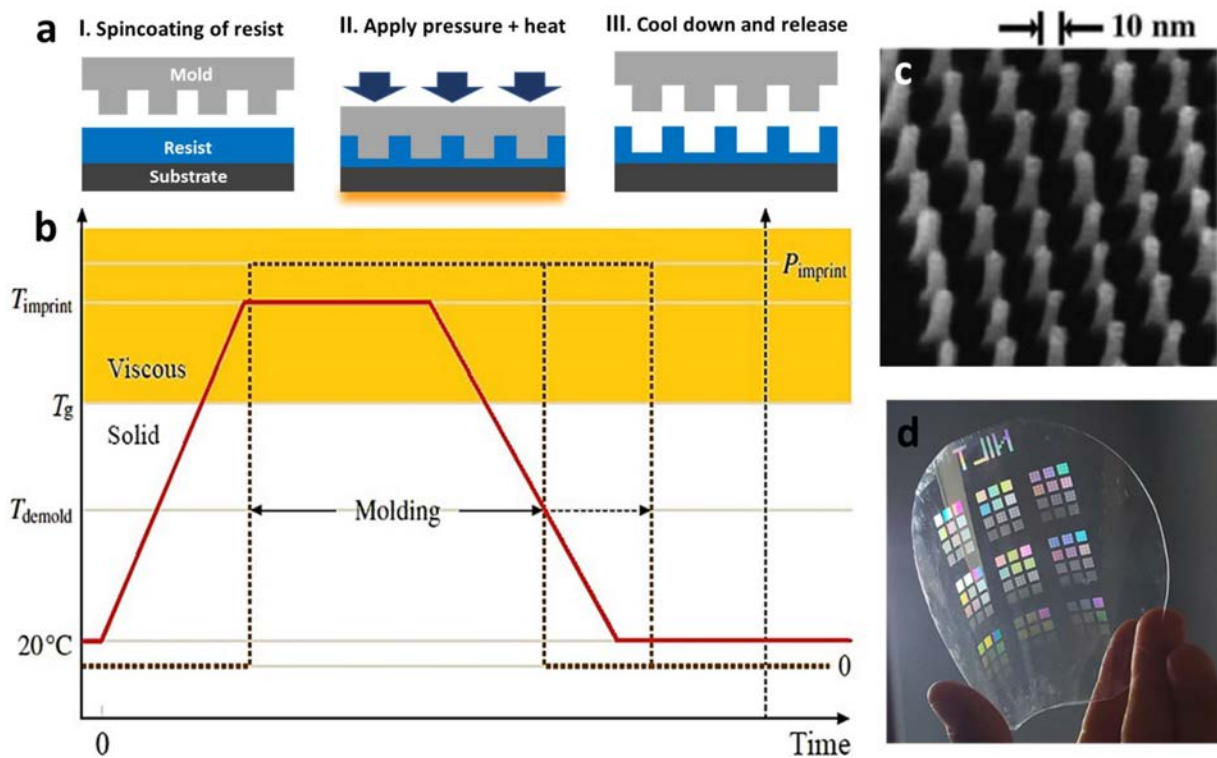 a
I. Spincoating of resist
II. Apply pressure + heat
III. Cool down and release
Mold
Resist
Substrate
b
T_imprint
Viscous
T_g
Solid
T_demold
Molding
20°C
P_imprint
0
0
Time
c
10 nm
d
NILT